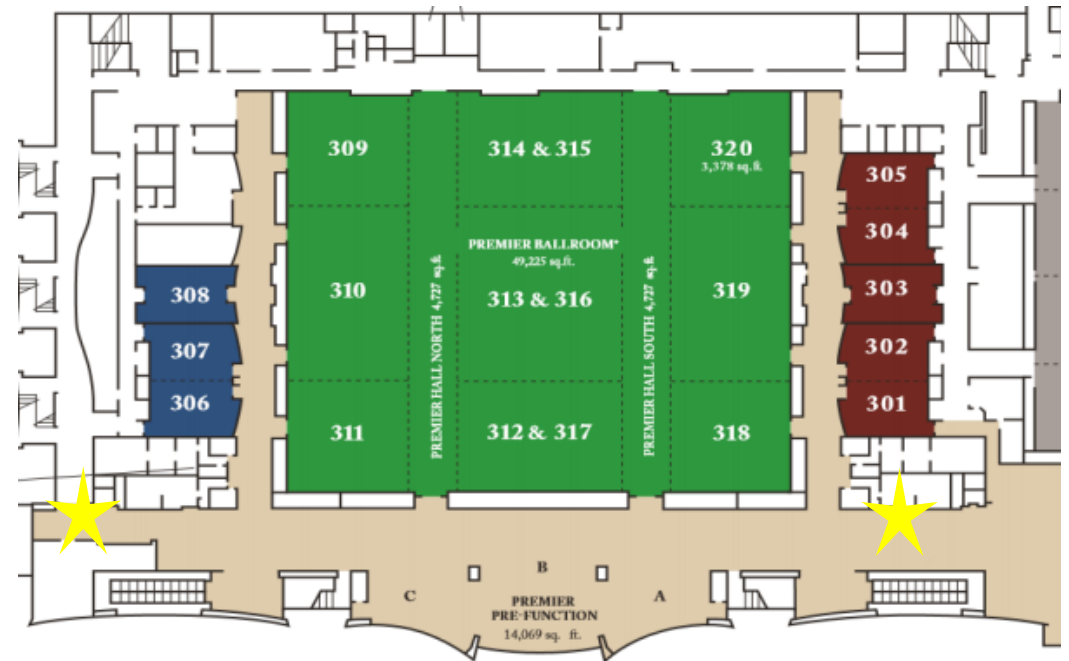 309
314 & 315
320
3,378 sq.ft.
305
304
PREMIER BALLROOM*
49,225 sq.ft.
310
313 & 316
319
303
308
302
307
306
301
PREMIER HALL NORTH 4,727 sq.ft.
PREMIER HALL SOUTH 4,727 sq.ft.
311
312 & 317
318
B
C
A
PREMIER
PRE-FUNCTION
14,069 sq. ft.